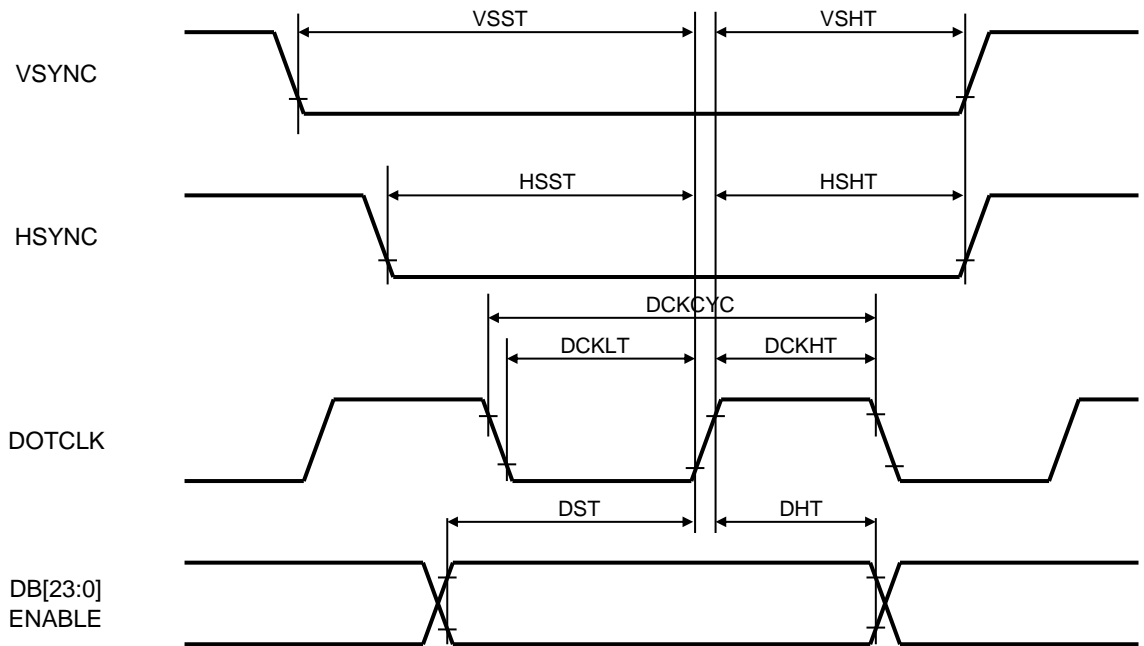 VSST VSHT
VSYNC
HSST HSHT
HSYNC
DCKCYC
DCKLT DCKHT
DOTCLK
DST DHT
DB[23:0]
ENABLE